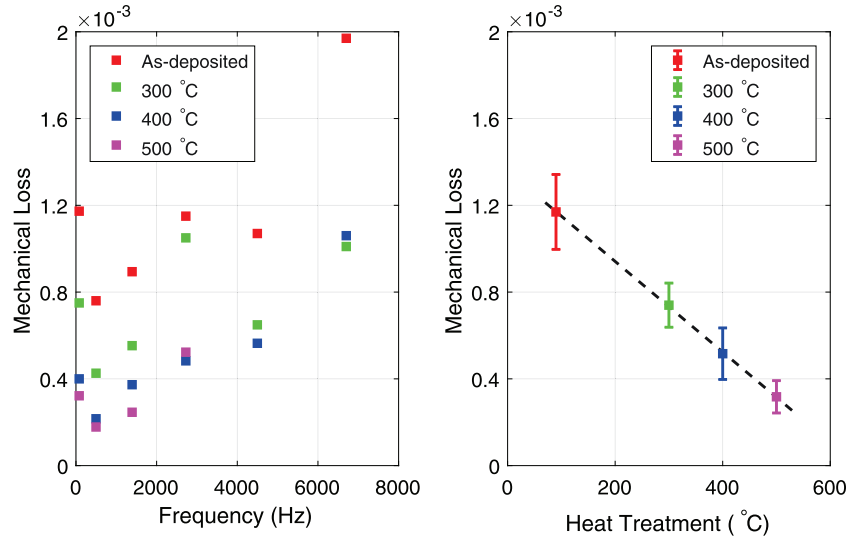 ×10⁻³
2
1.6
1.2
0.8
0.4
0
Mechanical Loss
As-deposited
300 °C
400 °C
500 °C
0 2000 4000 6000 8000
Frequency (Hz)
×10⁻³
2
1.6
1.2
0.8
0.4
0
Mechanical Loss
As-deposited
300 °C
400 °C
500 °C
0 200 400 600
Heat Treatment ( °C)